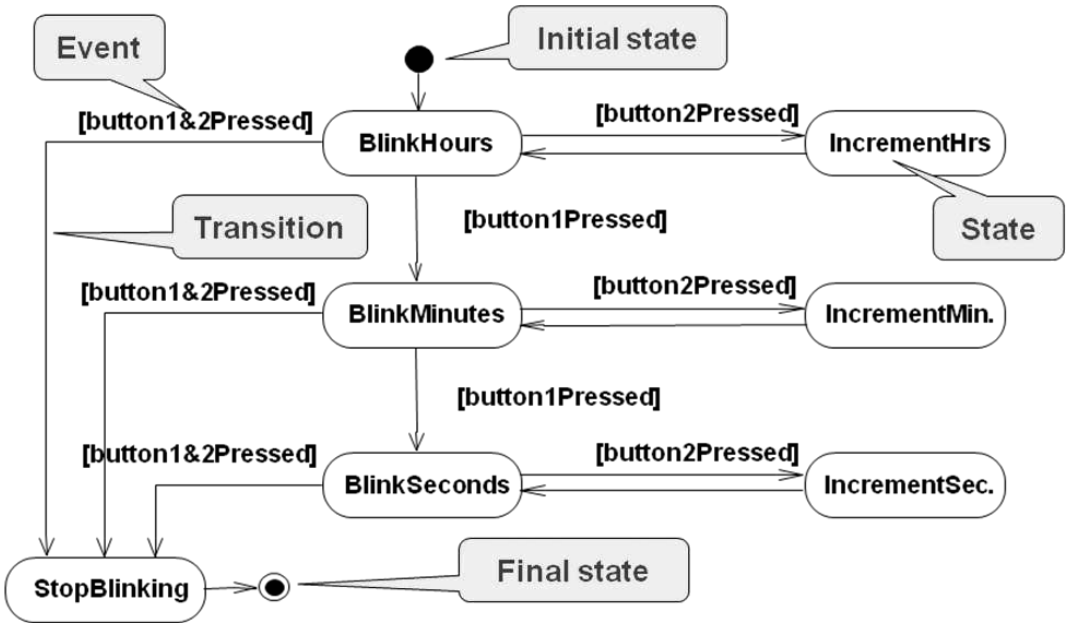 Event
Initial state
[button1&2Pressed]
[button2Pressed]
BlinkHours
IncrementHrs
Transition
[button1Pressed]
State
[button1&2Pressed]
[button2Pressed]
BlinkMinutes
IncrementMin.
[button1Pressed]
[button1&2Pressed]
[button2Pressed]
BlinkSeconds
IncrementSec.
StopBlinking
Final state